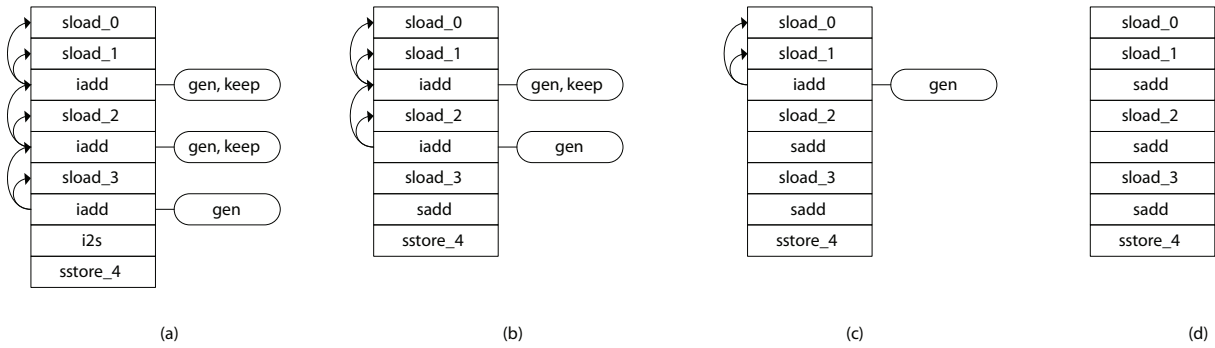 sload_0
sload_1
iadd
gen, keep
sload_2
iadd
gen, keep
sload_3
iadd
gen
i2s
sstore_4
(a)
sload_0
sload_1
iadd
gen, keep
sload_2
iadd
gen
sload_3
sadd
sstore_4
(b)
sload_0
sload_1
iadd
gen
sload_2
sadd
sload_3
sadd
sstore_4
(c)
sload_0
sload_1
sadd
sload_2
sadd
sload_3
sadd
sstore_4
(d)